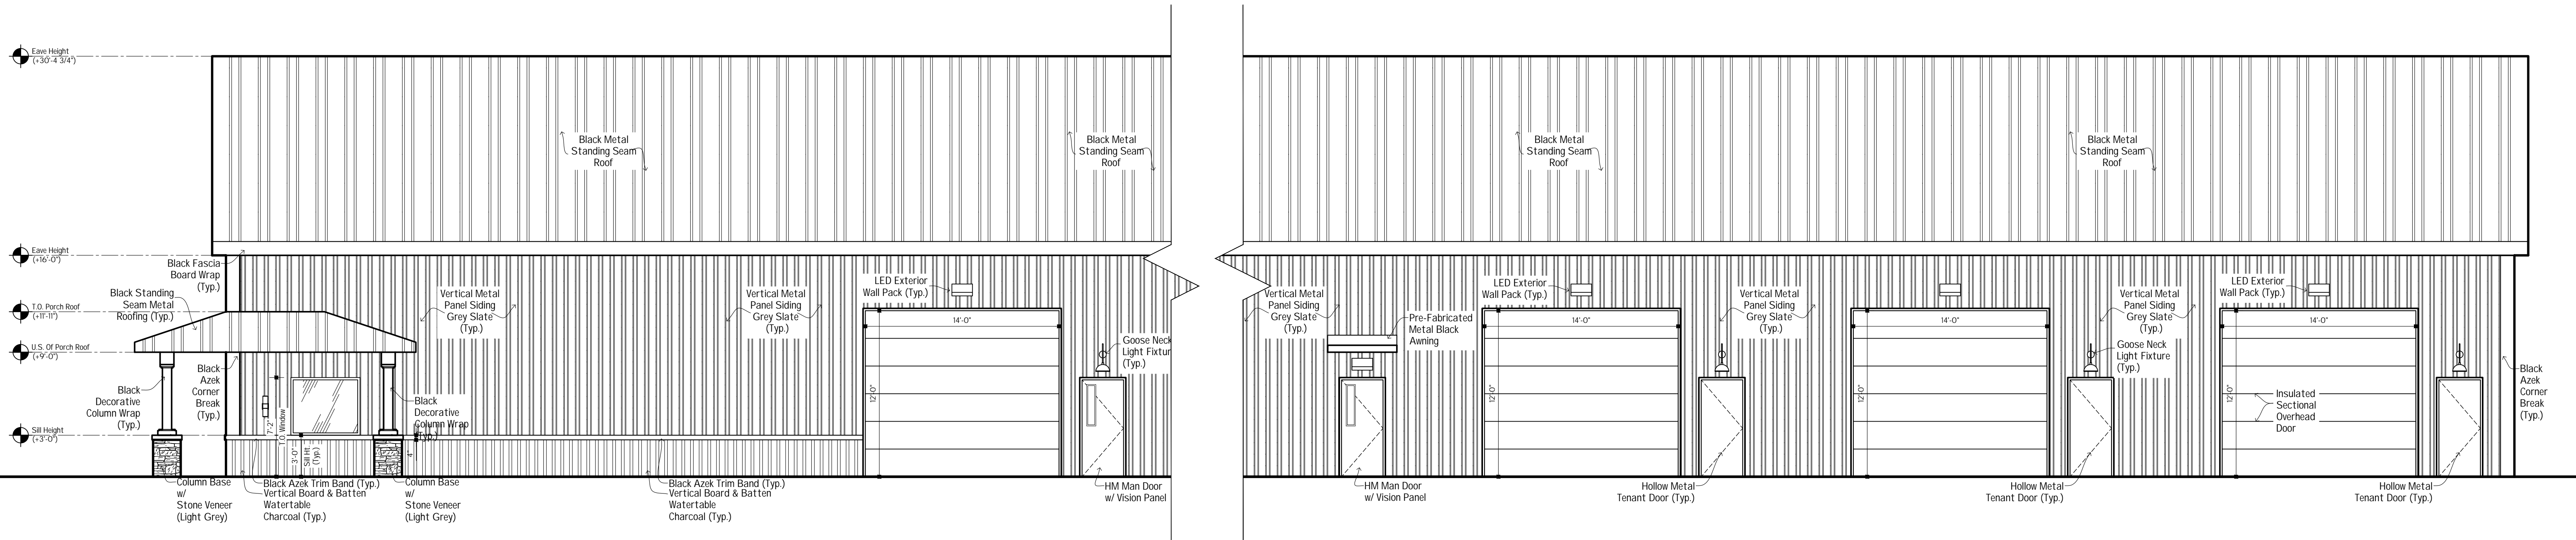 Eave Height
(+30'-4 3/4")
Black Metal
Standing Seam
Roof
Black Metal
Standing Seam
Roof
Black Metal
Standing Seam
Roof
Black Metal
Standing Seam
Roof
Eave Height
(+16'-0")
Black Fascia
Board Wrap
(Typ.)
Black Standing
Seam Metal
Roofing (Typ.)
T.O. Porch Roof
(+11'-11")
U.S. Of Porch Roof
(+9'-0")
Black
Decorative
Column Wrap
(Typ.)
Black
Azek
Corner
Break
(Typ.)
Sill Height
(+3'-0")
7'-2"
T.O. Window
3'-0"
Sill Ht.
(Typ.)
Black
Decorative
Column Wrap
(Typ.)
4"
Vertical Metal
Panel Siding
Grey Slate
(Typ.)
Vertical Metal
Panel Siding
Grey Slate
(Typ.)
LED Exterior
Wall Pack (Typ.)
14'-0"
12'-0"
Goose Neck
Light Fixtur
(Typ.)
Column Base
w/
Stone Veneer
(Light Grey)
Black Azek Trim Band (Typ.)
Vertical Board & Batten
Watertable
Charcoal (Typ.)
Column Base
w/
Stone Veneer
(Light Grey)
Black Azek Trim Band (Typ.)
Vertical Board & Batten
Watertable
Charcoal (Typ.)
HM Man Door
w/ Vision Panel
Vertical Metal
Panel Siding
Grey Slate
(Typ.)
Pre-Fabricated
Metal Black
Awning
HM Man Door
w/ Vision Panel
LED Exterior
Wall Pack (Typ.)
14'-0"
12'-0"
Hollow Metal
Tenant Door (Typ.)
Vertical Metal
Panel Siding
Grey Slate
(Typ.)
14'-0"
12'-0"
Goose Neck
Light Fixture
(Typ.)
Hollow Metal
Tenant Door (Typ.)
Vertical Metal
Panel Siding
Grey Slate
(Typ.)
LED Exterior
Wall Pack (Typ.)
14'-0"
12'-0"
Insulated
Sectional
Overhead
Door
Hollow Metal
Tenant Door (Typ.)
Black
Azek
Corner
Break
(Typ.)